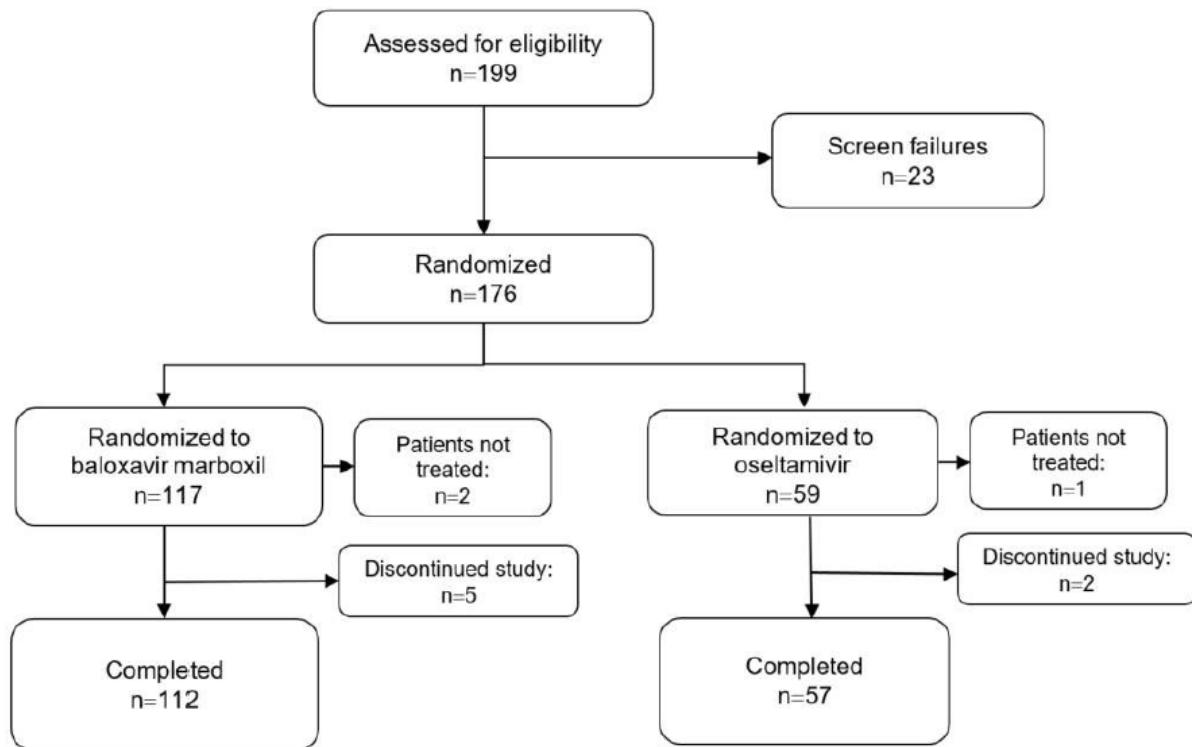 Assessed for eligibility
n=199
Screen failures
n=23
Randomized
n=176
Randomized to
baloxavir marboxil
n=117
Patients not
treated:
n=2
Randomized to
oseltamivir
n=59
Patients not
treated:
n=1
Discontinued study:
n=5
Discontinued study:
n=2
Completed
n=112
Completed
n=57